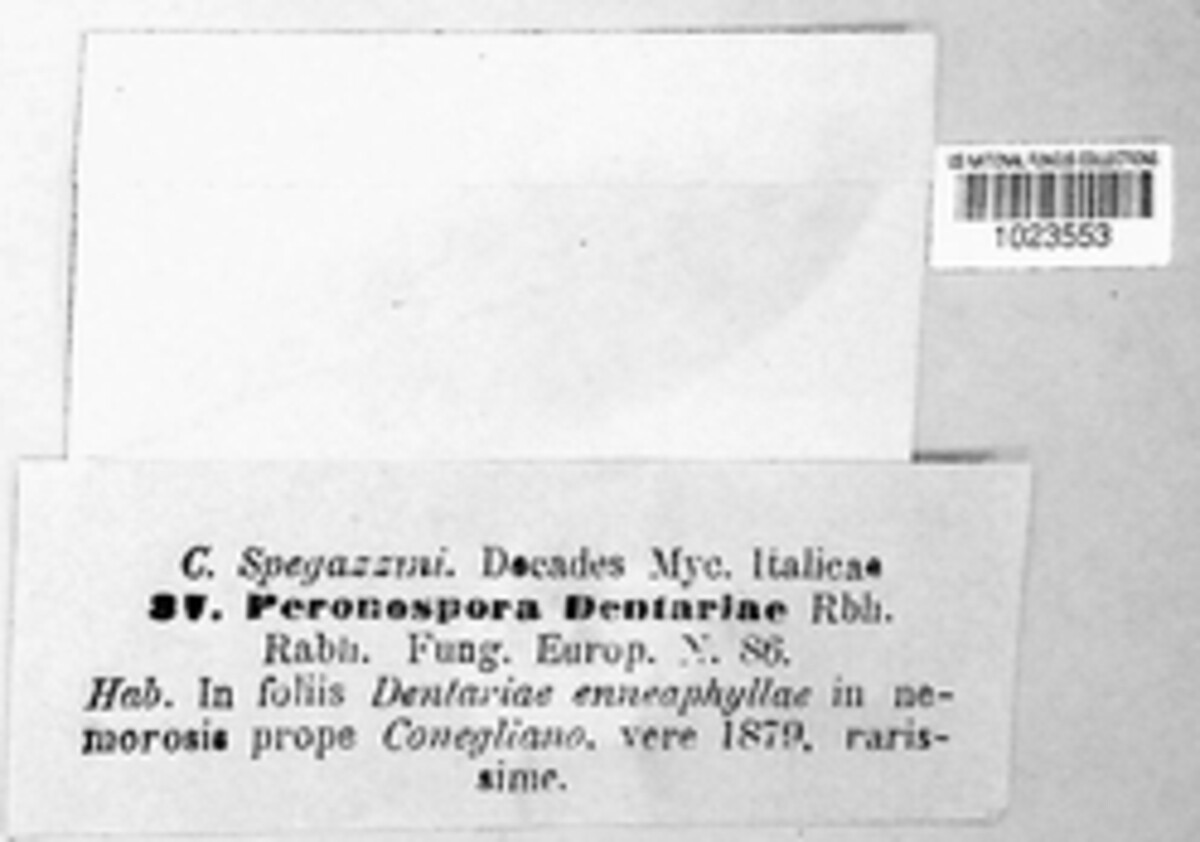 US NATIONAL FUNGUS COLLECTIONS
1023553
C. Spegazzini. Decades Myc. Italicae
Peronospora Dentariae Rbh.
Rabh. Fung. Europ. N. 86.
Hab. In foliis Dentariae enneaphyllae in ne-
morosis prope Conegliano. vere 1879. raris-
sime.